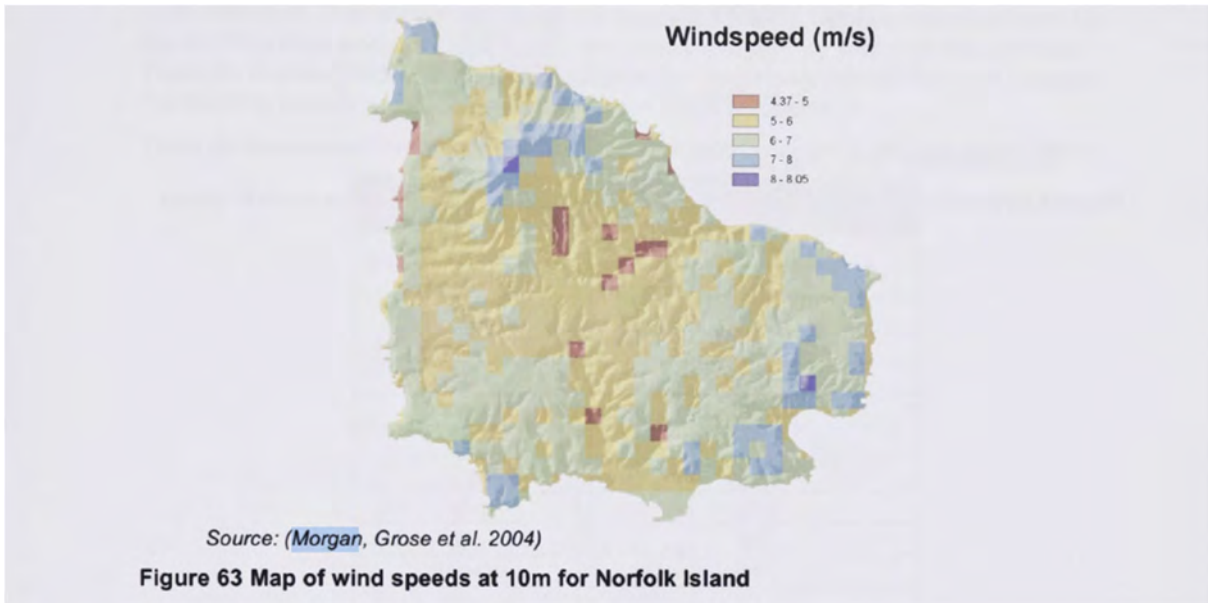 Windspeed (m/s)
4.37 - 5
5 - 6
6 - 7
7 - 8
8 - 8.05
Source: (Morgan, Grose et al. 2004)
Figure 63 Map of wind speeds at 10m for Norfolk Island